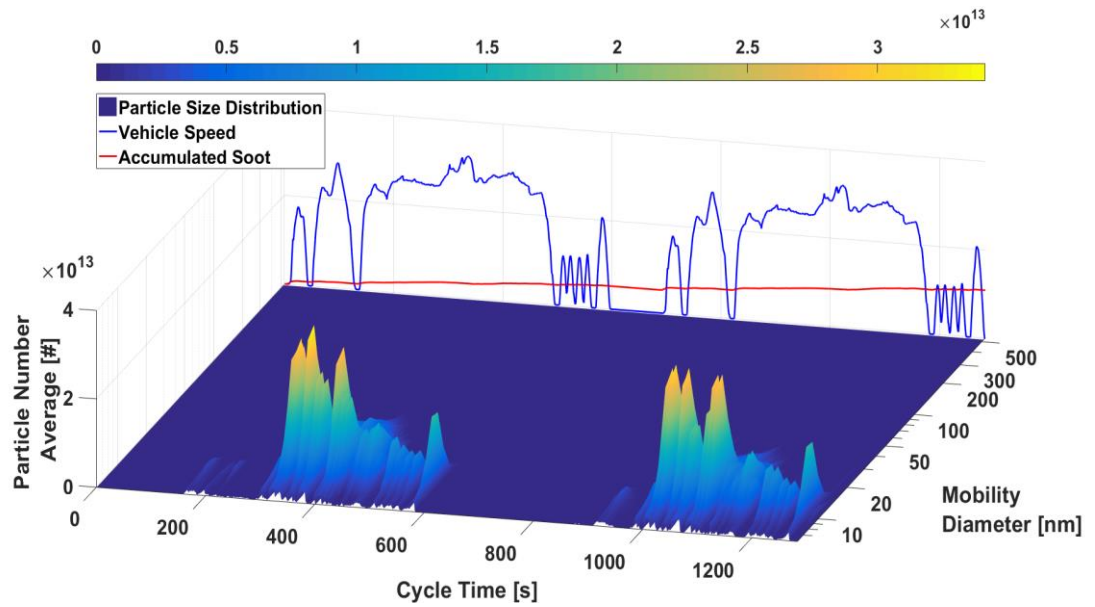 ×10^13
0 0.5 1 1.5 2 2.5 3
Particle Size Distribution
Vehicle Speed
Accumulated Soot
×10^13
4
2
0
Particle Number
Average [#]
0 200 400 600 800 1000 1200
Cycle Time [s]
500
300
200
100
50
20
10
Mobility
Diameter [nm]